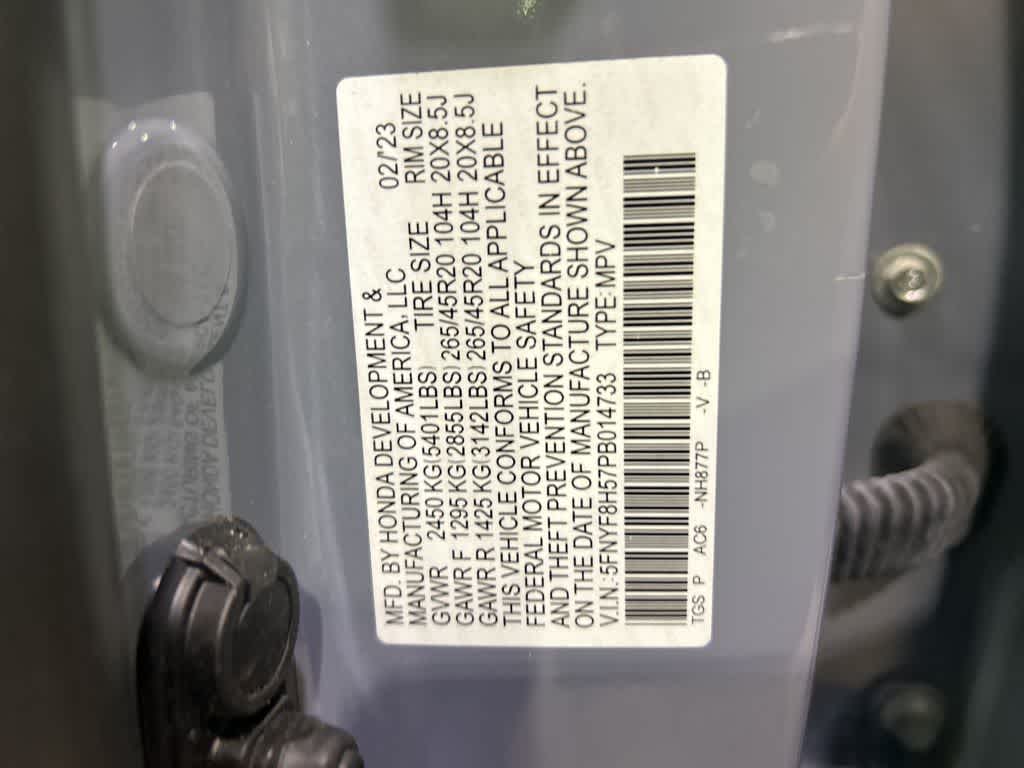 MFD. BY HONDA DEVELOPMENT &
MANUFACTURING OF AMERICA, LLC 02/'23
GVWR 2450 KG(5401LBS) TIRE SIZE RIM SIZE
GAWR F 1295 KG(2855LBS) 265/45R20 104H 20X8.5J
GAWR R 1425 KG(3142LBS) 265/45R20 104H 20X8.5J
THIS VEHICLE CONFORMS TO ALL APPLICABLE
FEDERAL MOTOR VEHICLE SAFETY
AND THEFT PREVENTION STANDARDS IN EFFECT
ON THE DATE OF MANUFACTURE SHOWN ABOVE.
V.I.N.:5FNYF8H57PB014733 TYPE:MPV
TGS P AC6 -NH877P -V -B